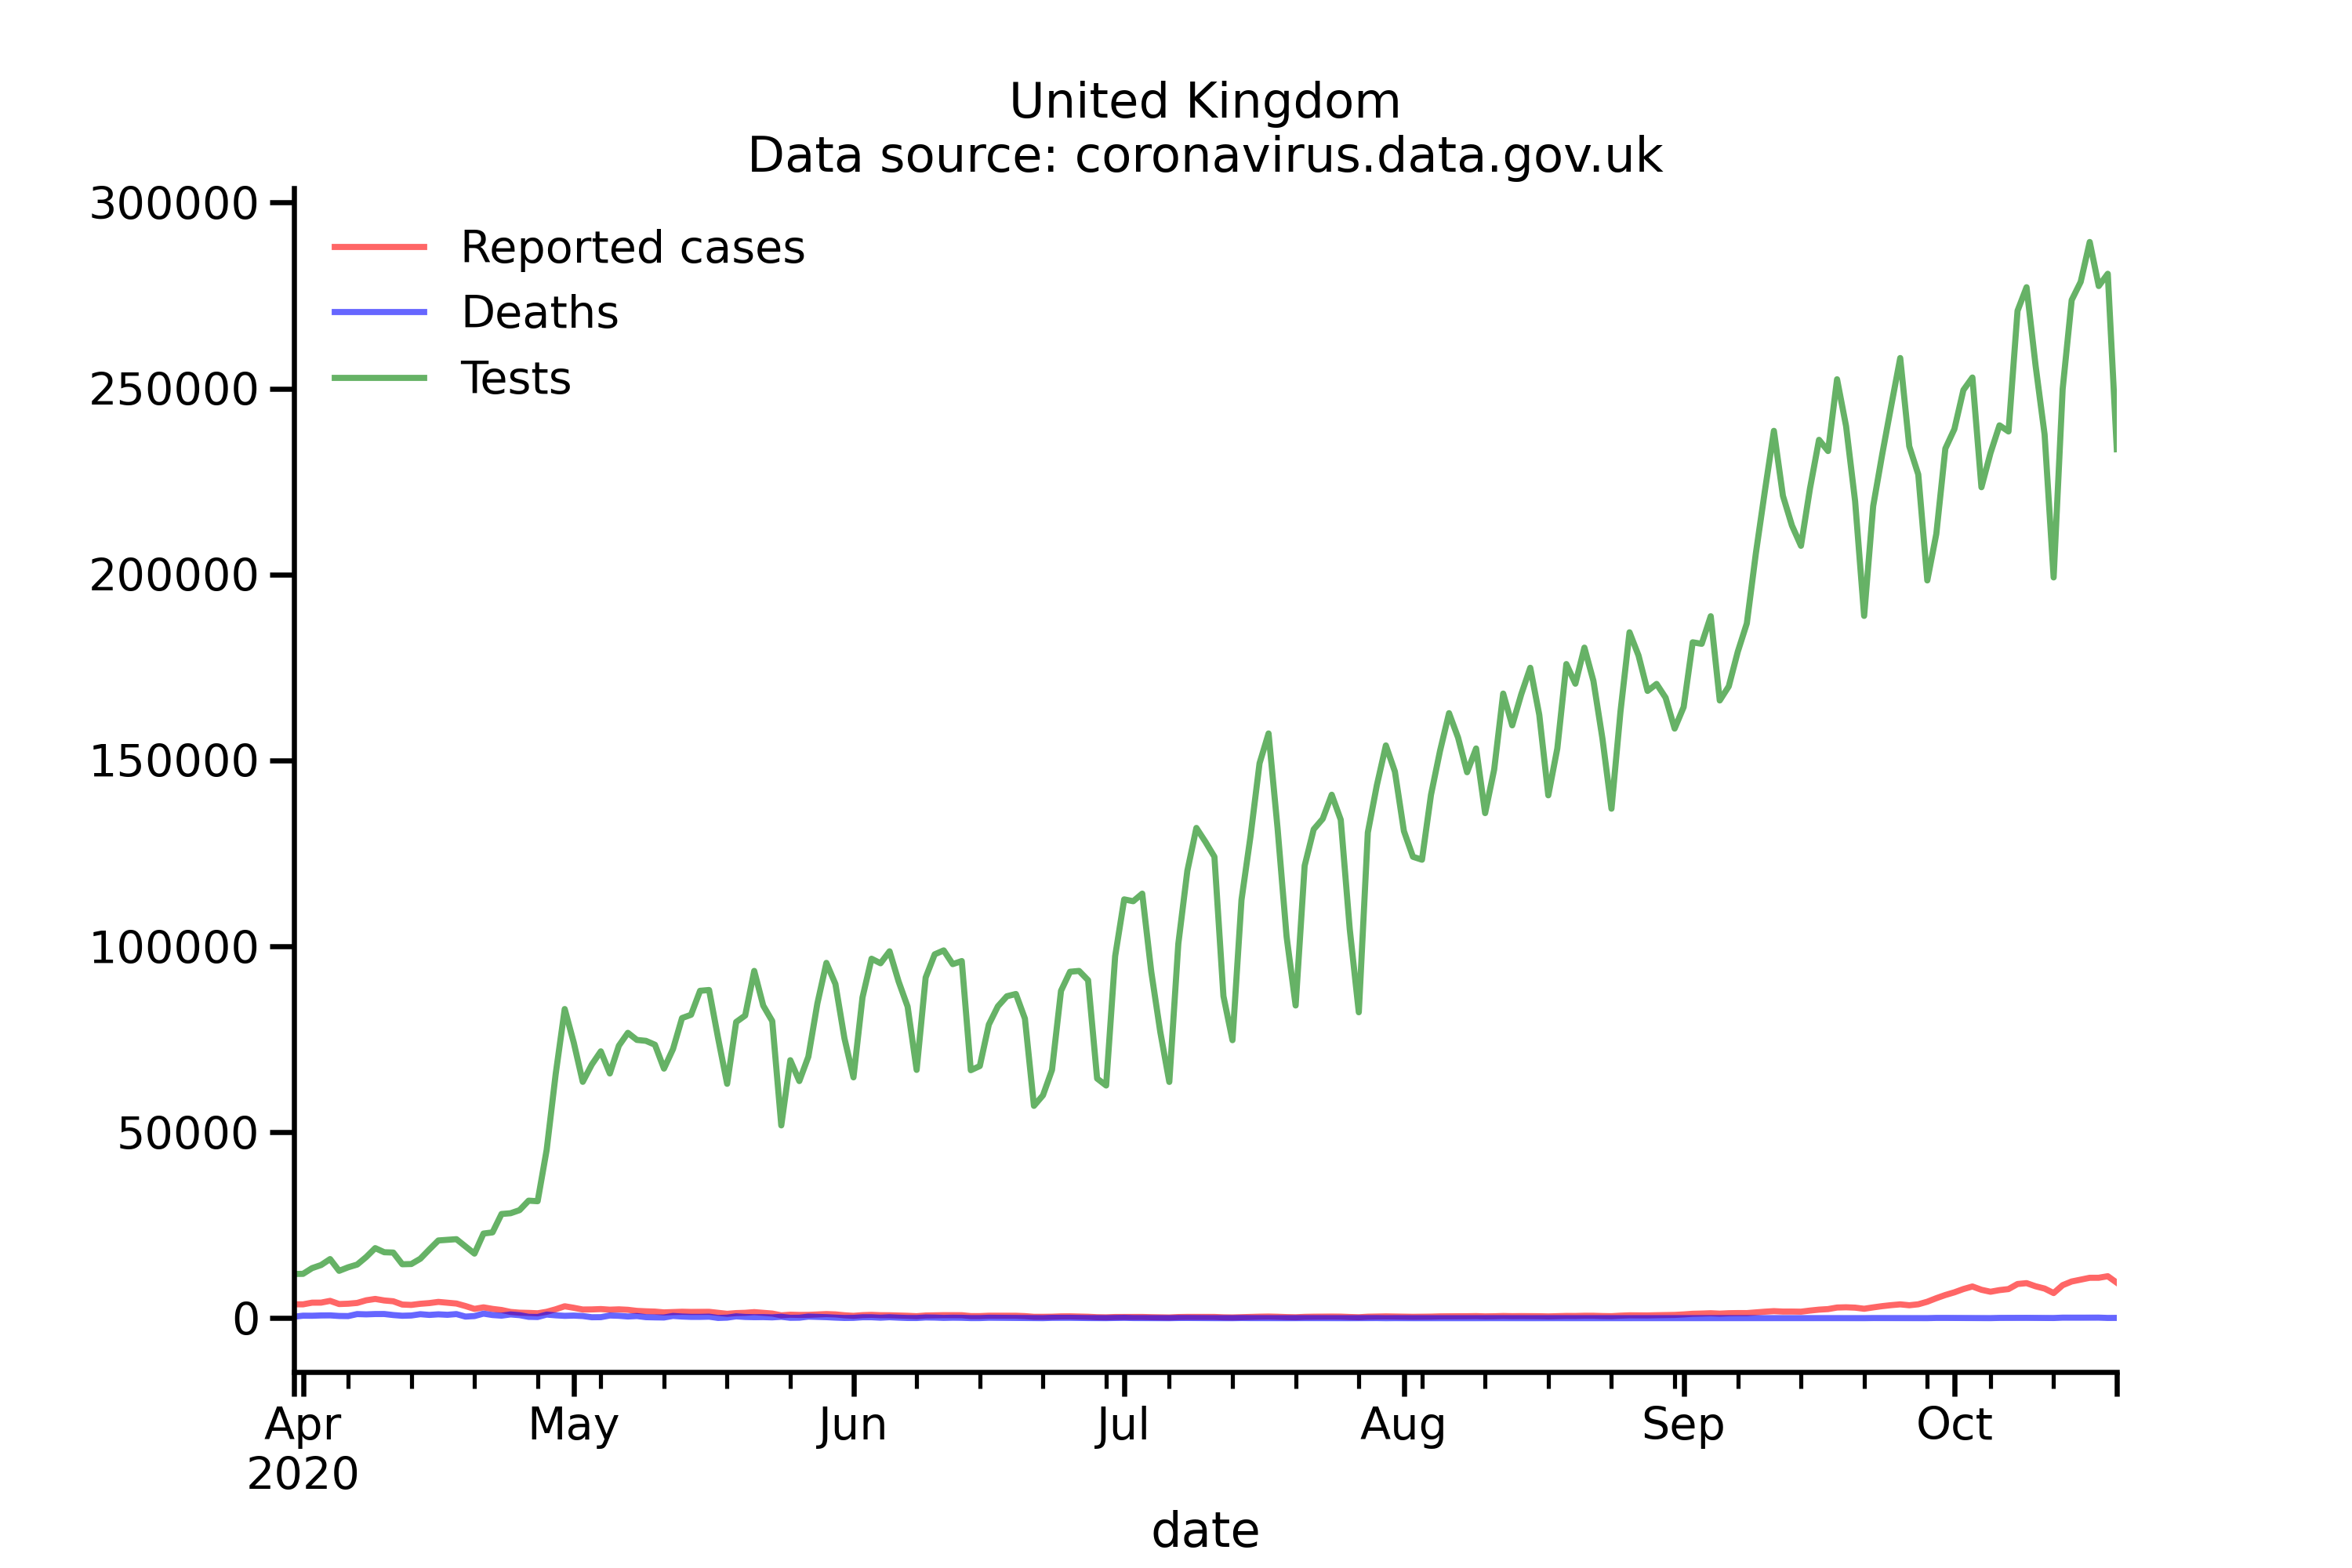 United Kingdom
Data source: coronavirus.data.gov.uk
300000
250000
200000
150000
100000
50000
0
Reported cases
Deaths
Tests
Apr May Jun Jul Aug Sep Oct
2020
date